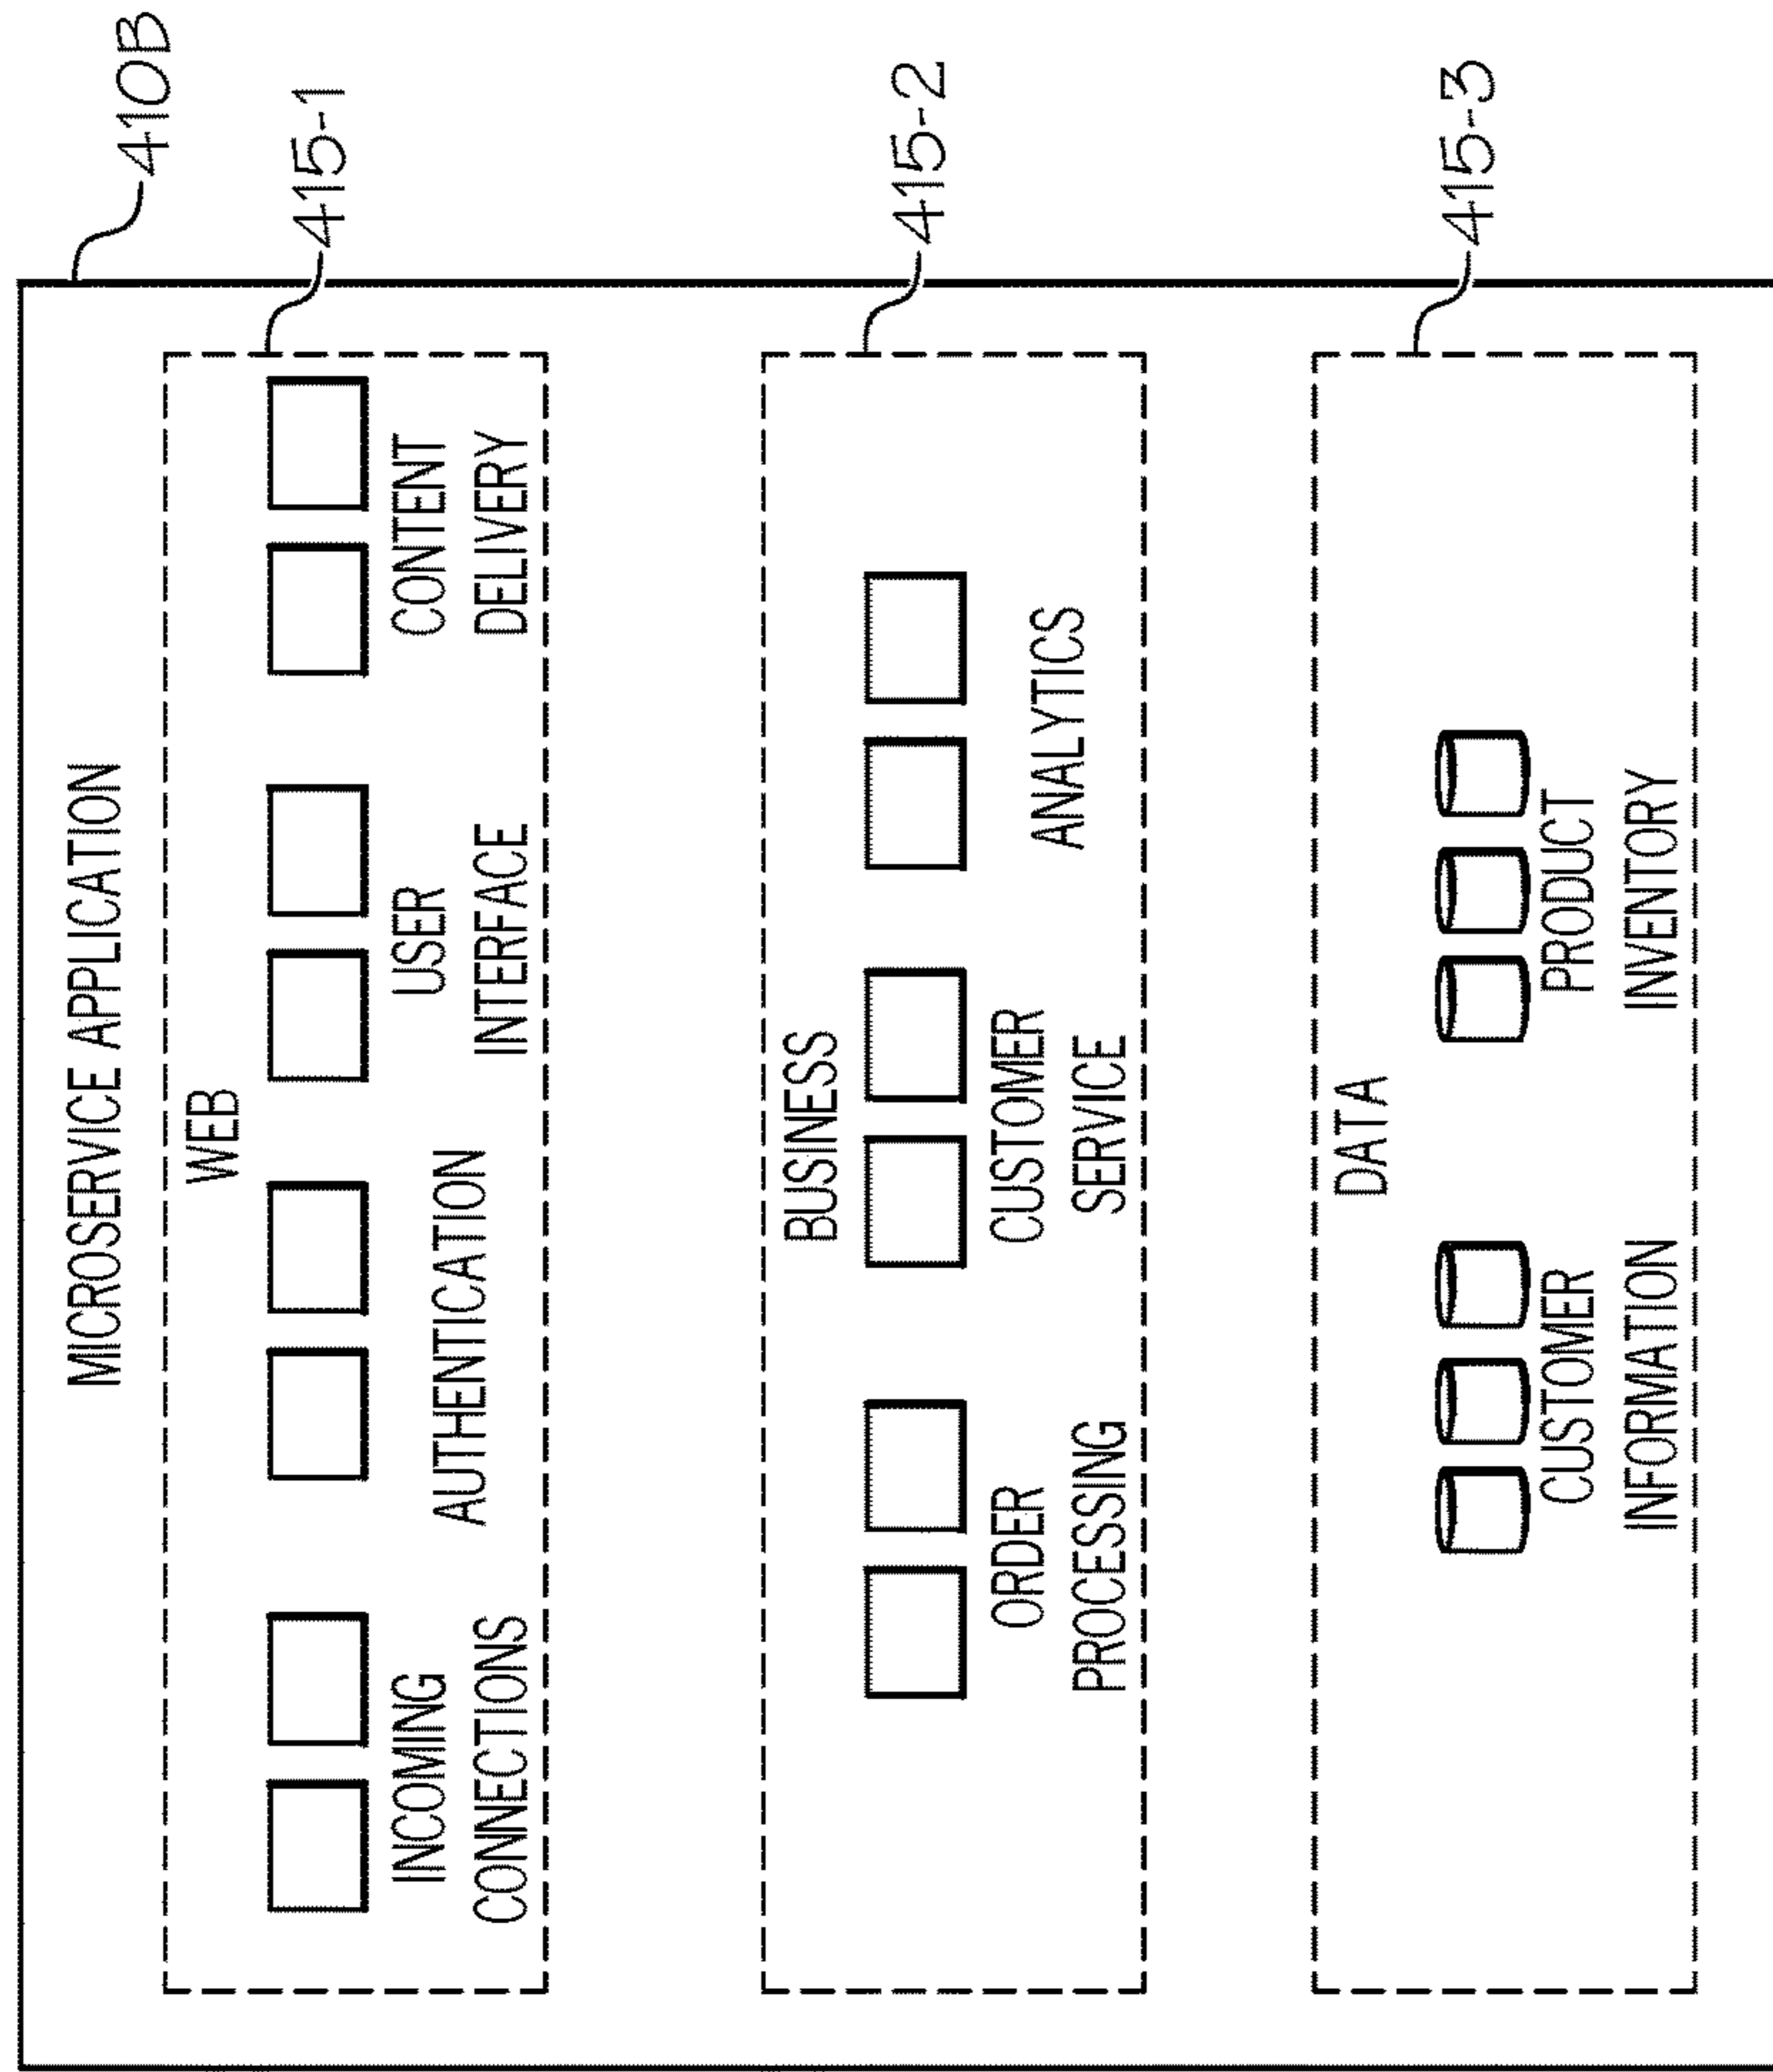 410B
MICROSERVICE APPLICATION
415-1
WEB
INCOMING
CONNECTIONS
AUTHENTICATION
USER
INTERFACE
CONTENT
DELIVERY
415-2
BUSINESS
ORDER
PROCESSING
CUSTOMER
SERVICE
ANALYTICS
415-3
DATA
CUSTOMER
INFORMATION
PRODUCT
INVENTORY